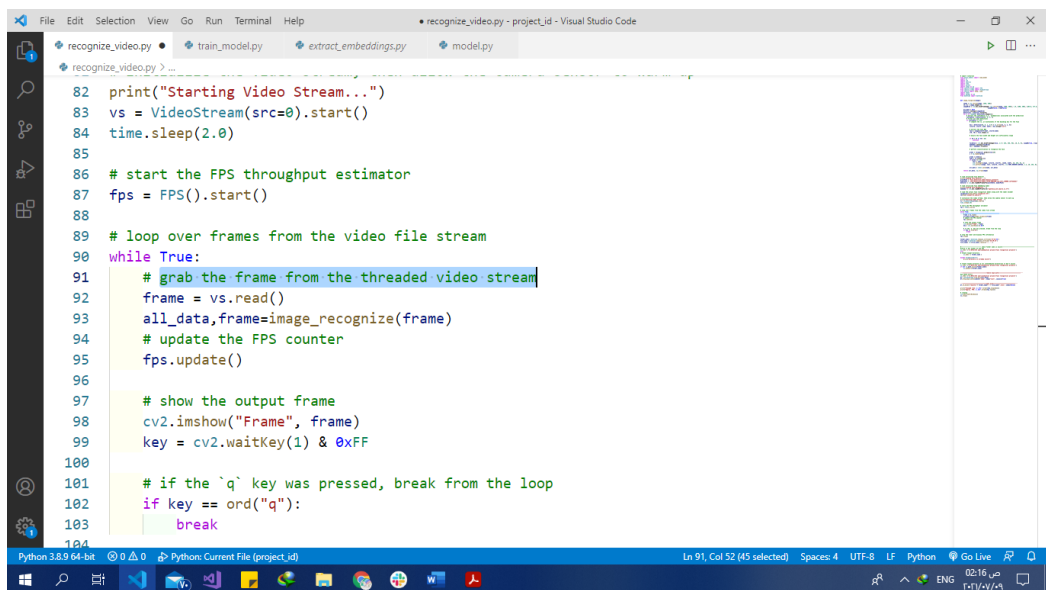 File Edit Selection View Go Run Terminal Help ● recognize_video.py - project_id - Visual Studio Code
recognize_video.py ● train_model.py extract_embeddings.py model.py
recognize_video.py > ...
82 print("Starting Video Stream...")
83 vs = VideoStream(src=0).start()
84 time.sleep(2.0)
85
86 # start the FPS throughput estimator
87 fps = FPS().start()
88
89 # loop over frames from the video file stream
90 while True:
91 # grab the frame from the threaded video stream
92 frame = vs.read()
93 all_data,frame=image_recognize(frame)
94 # update the FPS counter
95 fps.update()
96
97 # show the output frame
98 cv2.imshow("Frame", frame)
99 key = cv2.waitKey(1) & 0xFF
100
101 # if the `q` key was pressed, break from the loop
102 if key == ord("q"):
103 break
104
Python 3.8.9 64-bit 0 0 Python: Current File (project_id) Ln 91, Col 52 (45 selected) Spaces: 4 UTF-8 LF Python Go Live
ENG 02:16 ص
٢٠٢١/٠٧/٠٩